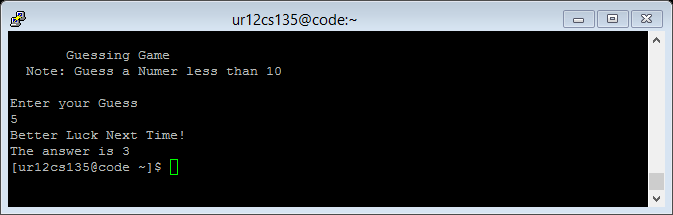 ur12cs135@code:~
Guessing Game
Note: Guess a Numer less than 10
Enter your Guess
5
Better Luck Next Time!
The answer is 3
[ur12cs135@code ~]$